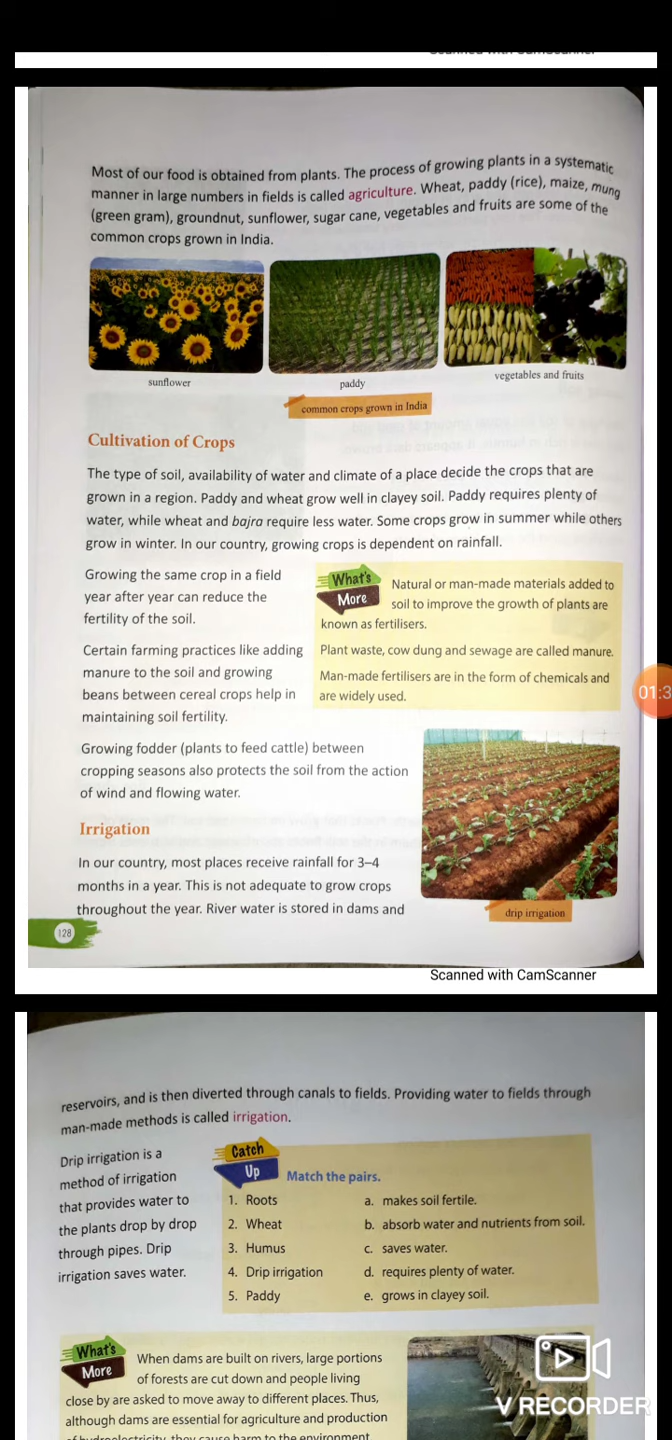 Most of our food is obtained from plants. The process of growing plants in a systematic
manner in large numbers in fields is called agriculture. Wheat, paddy (rice), maize, mung
(green gram), groundnut, sunflower, sugar cane, vegetables and fruits are some of the
common crops grown in India.
sunflower
paddy
vegetables and fruits
common crops grown in India
Cultivation of Crops
The type of soil, availability of water and climate of a place decide the crops that are
grown in a region. Paddy and wheat grow well in clayey soil. Paddy requires plenty of
water, while wheat and bajra require less water. Some crops grow in summer while others
grow in winter. In our country, growing crops is dependent on rainfall.
Growing the same crop in a field
year after year can reduce the
fertility of the soil.
Certain farming practices like adding
manure to the soil and growing
beans between cereal crops help in
maintaining soil fertility.
What's
More
Natural or man-made materials added to
soil to improve the growth of plants are
known as fertilisers.
Plant waste, cow dung and sewage are called manure.
Man-made fertilisers are in the form of chemicals and
are widely used.
01:3
Growing fodder (plants to feed cattle) between
cropping seasons also protects the soil from the action
of wind and flowing water.
Irrigation
In our country, most places receive rainfall for 3–4
months in a year. This is not adequate to grow crops
throughout the year. River water is stored in dams and
drip irrigation
128
Scanned with CamScanner
reservoirs, and is then diverted through canals to fields. Providing water to fields through
man-made methods is called irrigation.
Drip irrigation is a
method of irrigation
that provides water to
the plants drop by drop
through pipes. Drip
irrigation saves water.
Catch
Up
Match the pairs.
1. Roots a. makes soil fertile.
2. Wheat b. absorb water and nutrients from soil.
3. Humus c. saves water.
4. Drip irrigation d. requires plenty of water.
5. Paddy e. grows in clayey soil.
What's
More
When dams are built on rivers, large portions
of forests are cut down and people living
close by are asked to move away to different places. Thus,
although dams are essential for agriculture and production
of hydroelectricity, they cause harm to the environment
V RECORDER